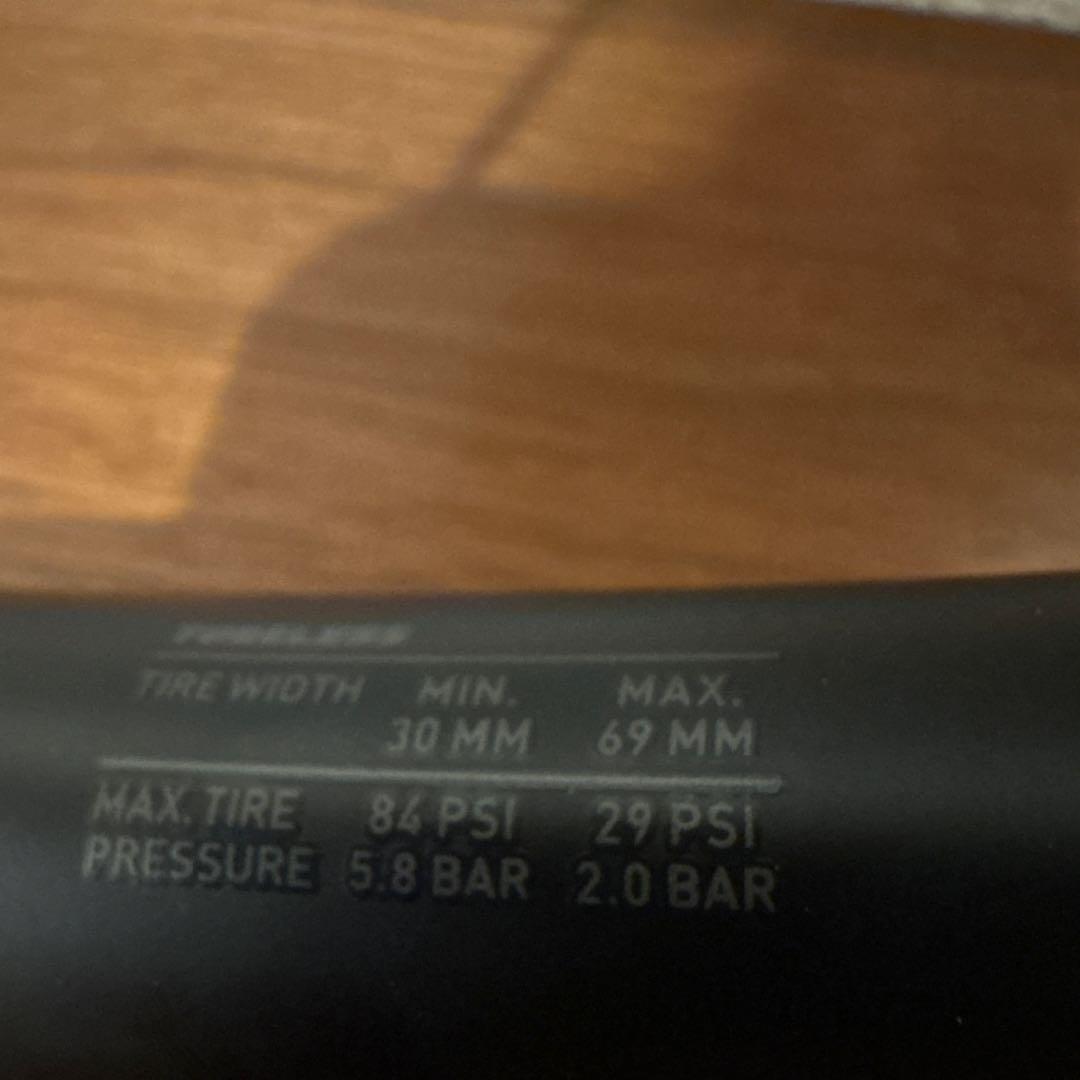 TUBELESS
TIRE WIDTH MIN. MAX.
30 MM 69 MM
MAX. TIRE 84 PSI 29 PSI
PRESSURE 5.8 BAR 2.0 BAR